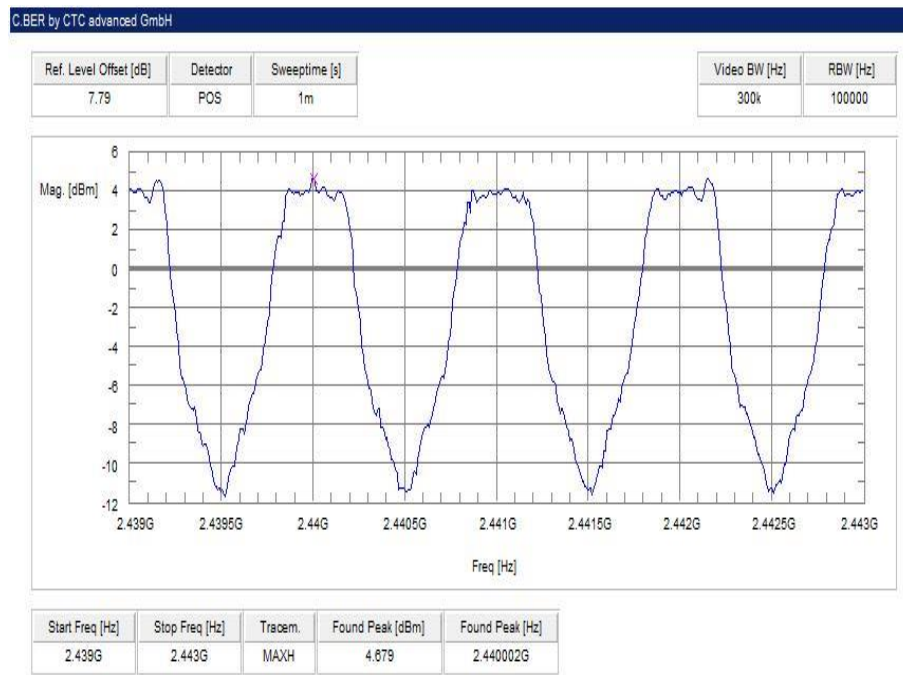 C.BER by CTC advanced GmbH
Ref. Level Offset [dB] Detector Sweeptime [s] Video BW [Hz] RBW [Hz]
7.79 POS 1m 300k 100000
6
Mag. [dBm] 4
2
0
-2
-4
-6
-8
-10
-12
2.439G 2.4395G 2.44G 2.4405G 2.441G 2.4415G 2.442G 2.4425G 2.443G
Freq [Hz]
Start Freq [Hz] Stop Freq [Hz] Tracem. Found Peak [dBm] Found Peak [Hz]
2.439G 2.443G MAXH 4.679 2.440002G